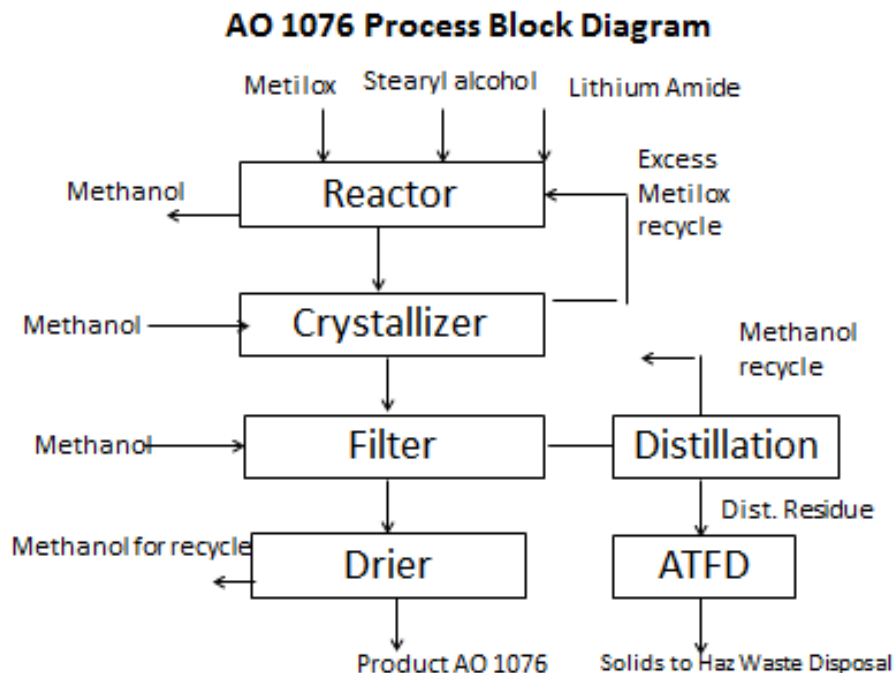 AO 1076 Process Block Diagram
Metilox
Stearyl alcohol
Lithium Amide
Methanol
Reactor
Excess
Metilox
recycle
Methanol
Crystallizer
Methanol
recycle
Methanol
Filter
Distillation
Dist. Residue
Methanol for recycle
Drier
ATFD
Product AO 1076
Solids to Haz Waste Disposal